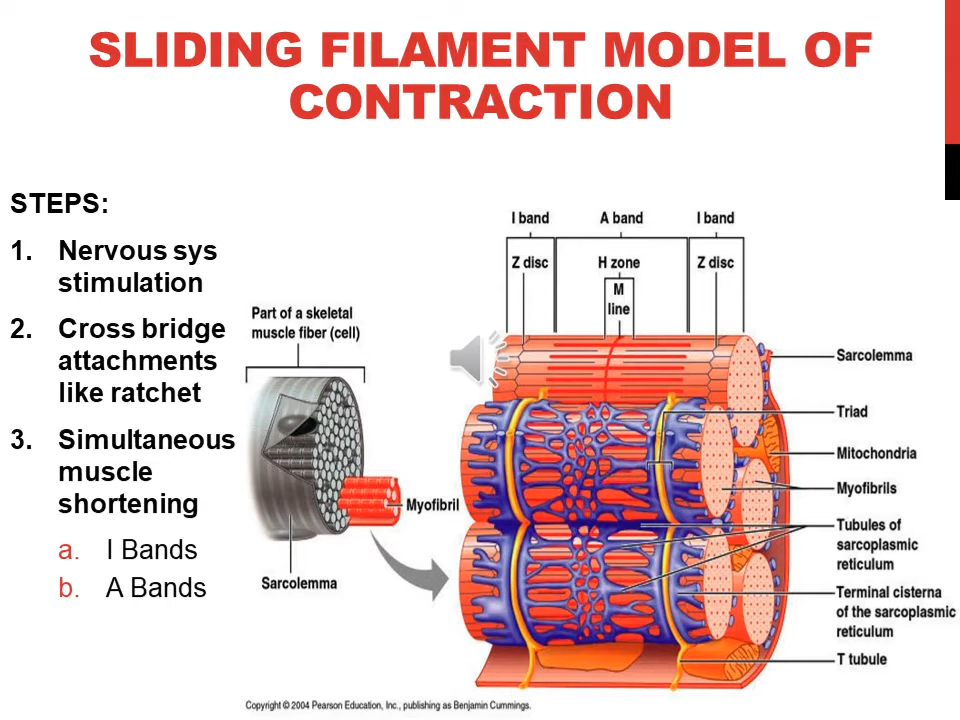 SLIDING FILAMENT MODEL OF
CONTRACTION
STEPS:
1. Nervous sys
stimulation
2. Cross bridge
attachments
like ratchet
3. Simultaneous
muscle
shortening
a. I Bands
b. A Bands
Part of a skeletal
muscle fiber (cell)
Myofibril
Sarcolemma
I band A band I band
Z disc H zone Z disc
M
line
Sarcolemma
Triad
Mitochondria
Myofibrils
Tubules of
sarcoplasmic
reticulum
Terminal cisterna
of the sarcoplasmic
reticulum
T tubule
Copyright © 2004 Pearson Education, Inc., publishing as Benjamin Cummings.